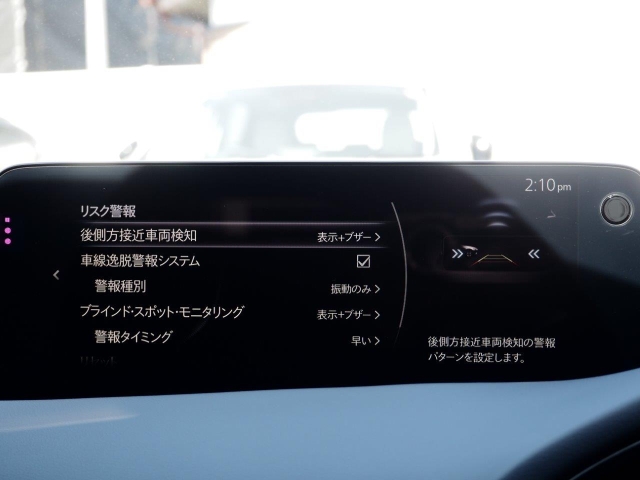 2:10 pm
リスク警報
後側方接近車両検知 表示+ブザー
車線逸脱警報システム
警報種別 振動のみ
ブラインド・スポット・モニタリング 表示+ブザー
警報タイミング 早い
後側方接近車両検知の警報
パターンを設定します。